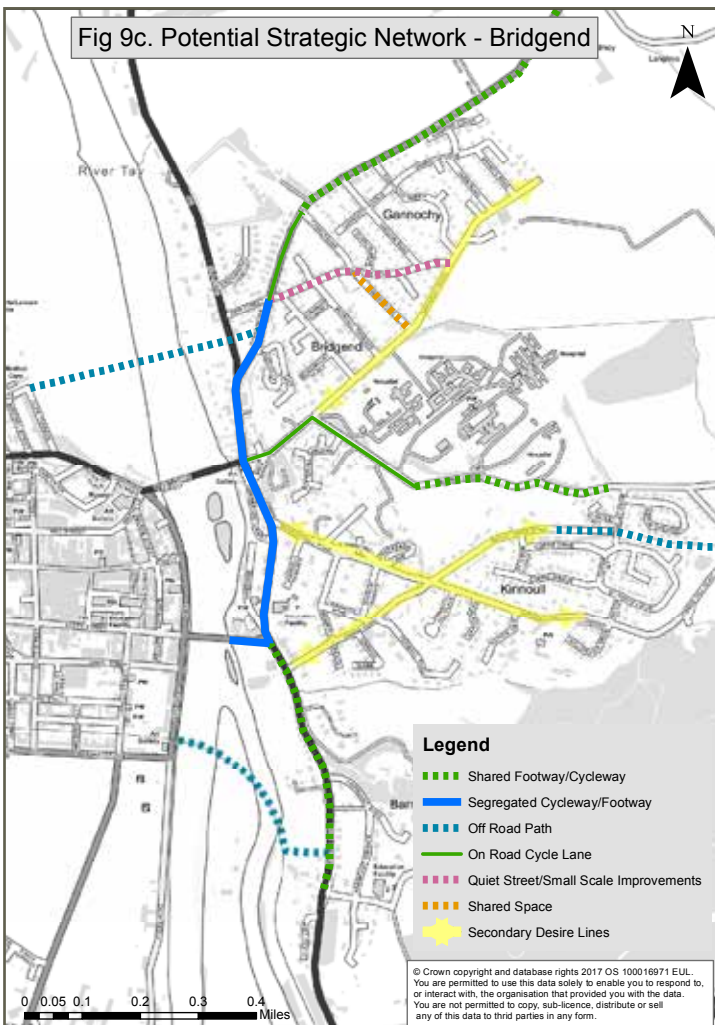 Fig 9c. Potential Strategic Network - Bridgend
N
River Tay
Gannochy
Bridgend
Hospital
Kinnoull
Legend
Shared Footway/Cycleway
Segregated Cycleway/Footway
Off Road Path
On Road Cycle Lane
Quiet Street/Small Scale Improvements
Shared Space
Secondary Desire Lines
© Crown copyright and database rights 2017 OS 100016971 EUL.
You are permitted to use this data solely to enable you to respond to,
or interact with, the organisation that provided you with the data.
You are not permitted to copy, sub-licence, distribute or sell
any of this data to thrid parties in any form.
0 0.05 0.1 0.2 0.3 0.4
Miles